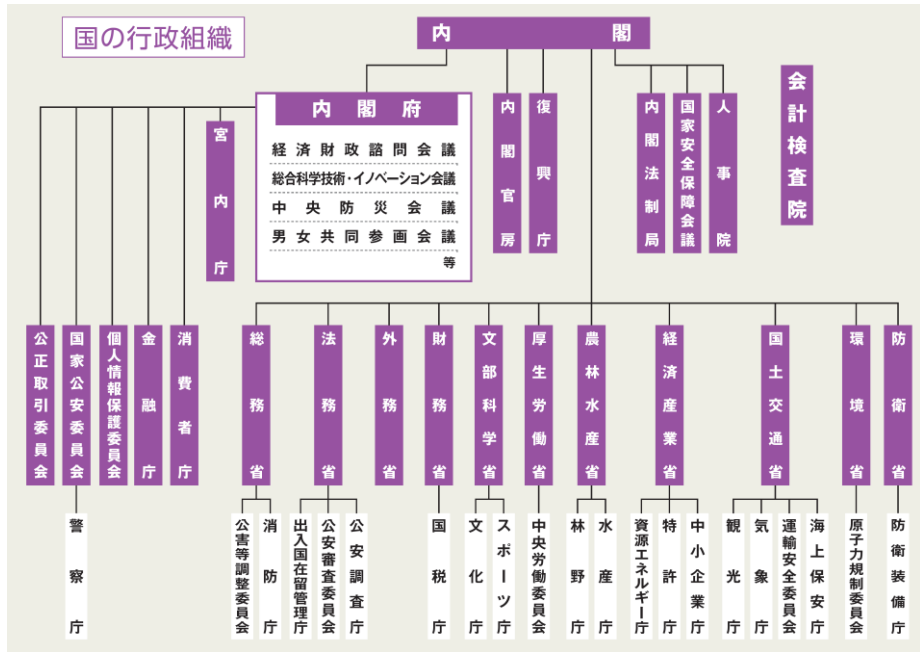 国の行政組織
内閣
会計検査院
内閣府
経済財政諮問会議
総合科学技術・イノベーション会議
中央防災会議
男女共同参画会議
等
宮内庁
内閣官房
復興庁
内閣法制局
国家安全保障会議
人事院
公正取引委員会
国家公安委員会
個人情報保護委員会
金融庁
消費者庁
総務省
法務省
外務省
財務省
文部科学省
厚生労働省
農林水産省
経済産業省
国土交通省
環境省
防衛省
警察庁
公害等調整委員会
消防庁
出入国在留管理庁
公安審査委員会
公安調査庁
国税庁
文化庁
スポーツ庁
中央労働委員会
林野庁
水産庁
資源エネルギー庁
特許庁
中小企業庁
観光庁
気象庁
運輸安全委員会
海上保安庁
原子力規制委員会
防衛装備庁